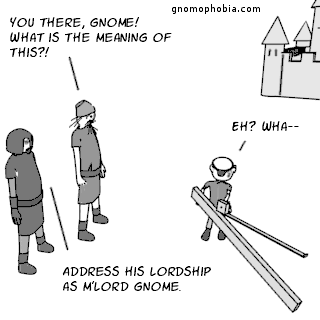 gnomophobia.com
YOU THERE, GNOME!
WHAT IS THE MEANING OF
THIS?!
EH? WHA--
ADDRESS HIS LORDSHIP
AS M'LORD GNOME.